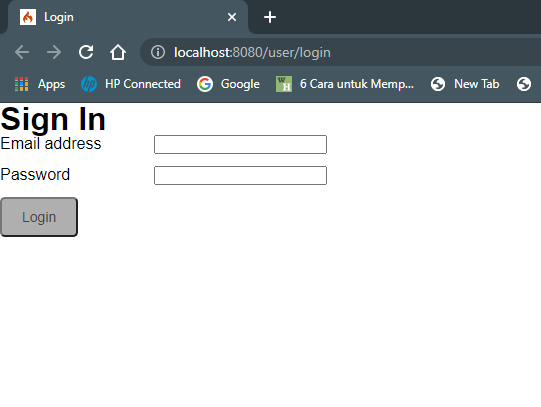 Login
localhost:8080/user/login
Apps HP Connected Google 6 Cara untuk Memp... New Tab
Sign In
Email address
Password
Login